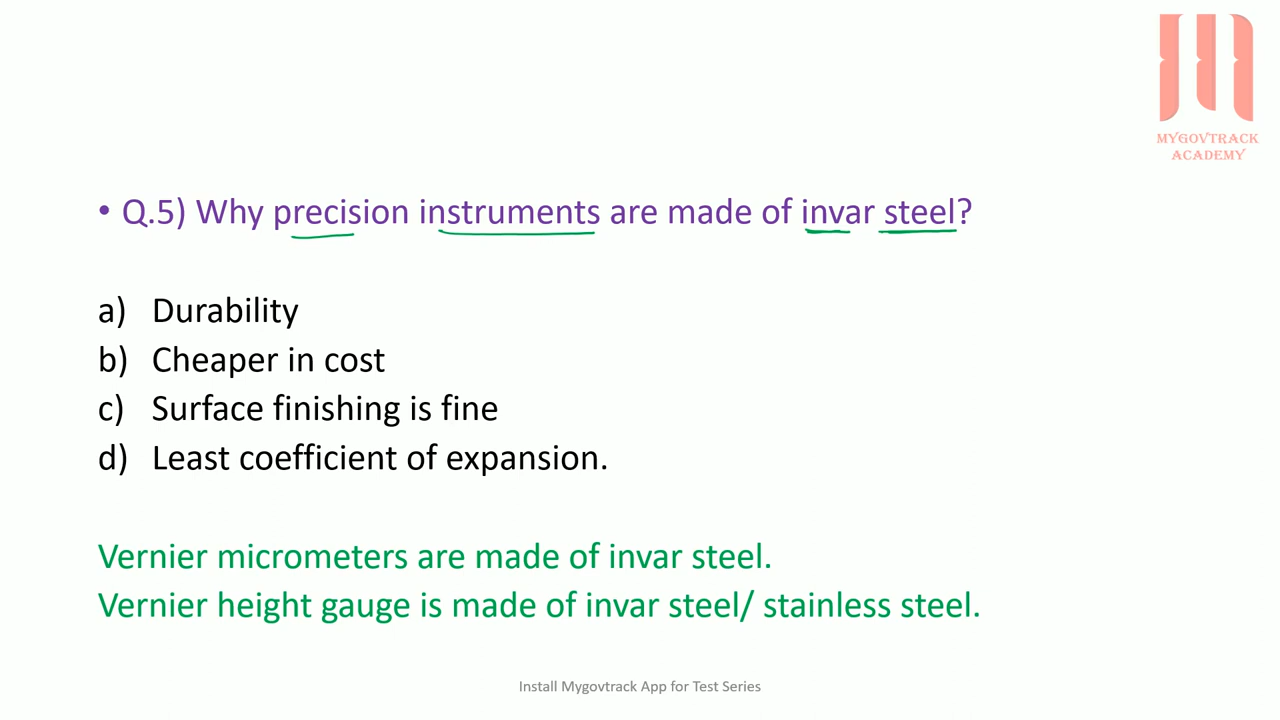 MYGOVTRACK
ACADEMY
• Q.5) Why precision instruments are made of invar steel?
a) Durability
b) Cheaper in cost
c) Surface finishing is fine
d) Least coefficient of expansion.
Vernier micrometers are made of invar steel.
Vernier height gauge is made of invar steel/ stainless steel.
Install Mygovtrack App for Test Series